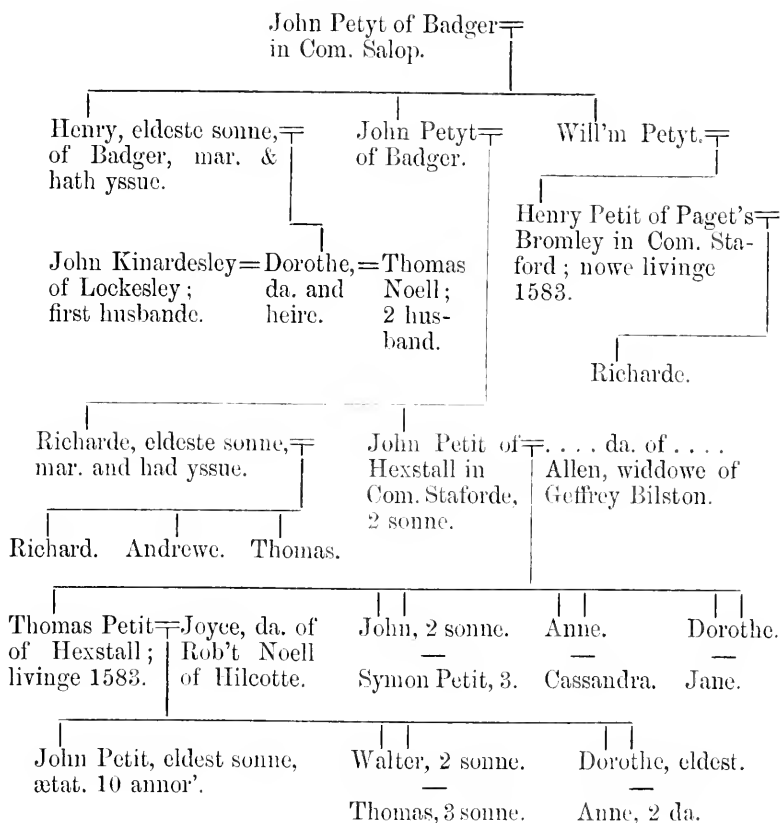 John Petyt of Badger
in Com. Salop.
Henry, eldeste sonne,
of Badger, mar. &
hath yssue.
John Petyt
of Badger.
Will'm Petyt.
Henry Petit of Paget's
Bromley in Com. Sta-
ford ; nowe livinge
1583.
John Kinardesley
of Lockesley ;
first husbande.
Dorothe,
da. and
heire.
Thomas
Noell ;
2 hus-
band.
Richarde.
Richarde, eldeste sonne,
mar. and had yssue.
John Petit of
Hexstall in
Com. Staforde,
2 sonne.
. . . . da. of . . . .
Allen, widdowe of
Geffrey Bilston.
Richard. Andrewe. Thomas.
Thomas Petit
of Hexstall ;
livinge 1583.
Joyce, da. of
Rob't Noell
of Hilcotte.
John, 2 sonne.
Symon Petit, 3.
Anne.
Cassandra.
Dorothe.
Jane.
John Petit, eldest sonne,
ætat. 10 annor'.
Walter, 2 sonne.
Thomas, 3 sonne.
Dorothe, eldest.
Anne, 2 da.